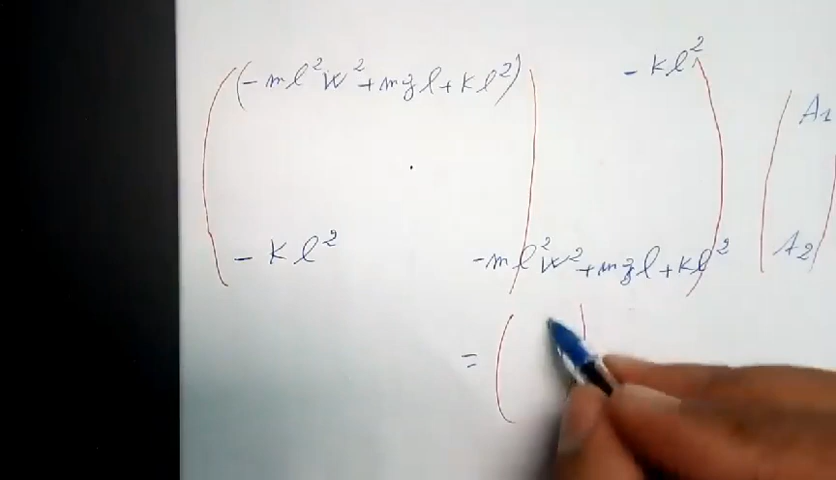 (-ml²w²+mgl+kl²) -kl² A1
-kl² -ml²w²+mgl+kl² A2
= (